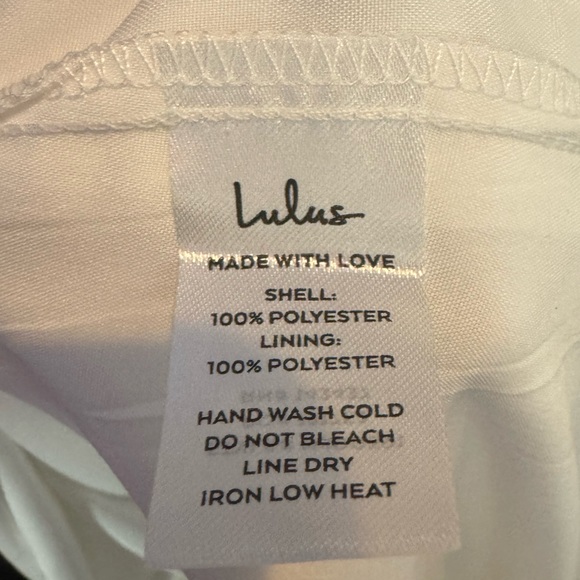 Lulus
MADE WITH LOVE
SHELL:
100% POLYESTER
LINING:
100% POLYESTER
HAND WASH COLD
DO NOT BLEACH
LINE DRY
IRON LOW HEAT